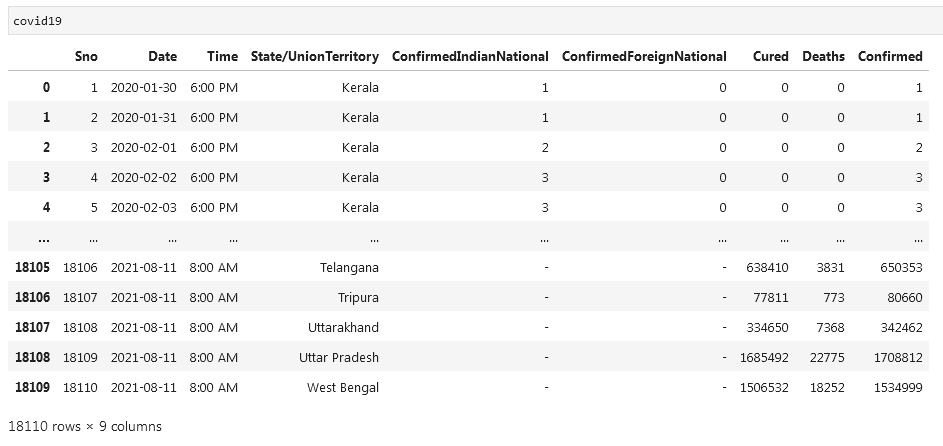 covid19
Sno Date Time State/UnionTerritory ConfirmedIndianNational ConfirmedForeignNational Cured Deaths Confirmed
0 1 2020-01-30 6:00 PM Kerala 1 0 0 0 1
1 2 2020-01-31 6:00 PM Kerala 1 0 0 0 1
2 3 2020-02-01 6:00 PM Kerala 2 0 0 0 2
3 4 2020-02-02 6:00 PM Kerala 3 0 0 0 3
4 5 2020-02-03 6:00 PM Kerala 3 0 0 0 3
... ... ... ... ... ... ... ... ... ...
18105 18106 2021-08-11 8:00 AM Telangana - - 638410 3831 650353
18106 18107 2021-08-11 8:00 AM Tripura - - 77811 773 80660
18107 18108 2021-08-11 8:00 AM Uttarakhand - - 334650 7368 342462
18108 18109 2021-08-11 8:00 AM Uttar Pradesh - - 1685492 22775 1708812
18109 18110 2021-08-11 8:00 AM West Bengal - - 1506532 18252 1534999
18110 rows × 9 columns